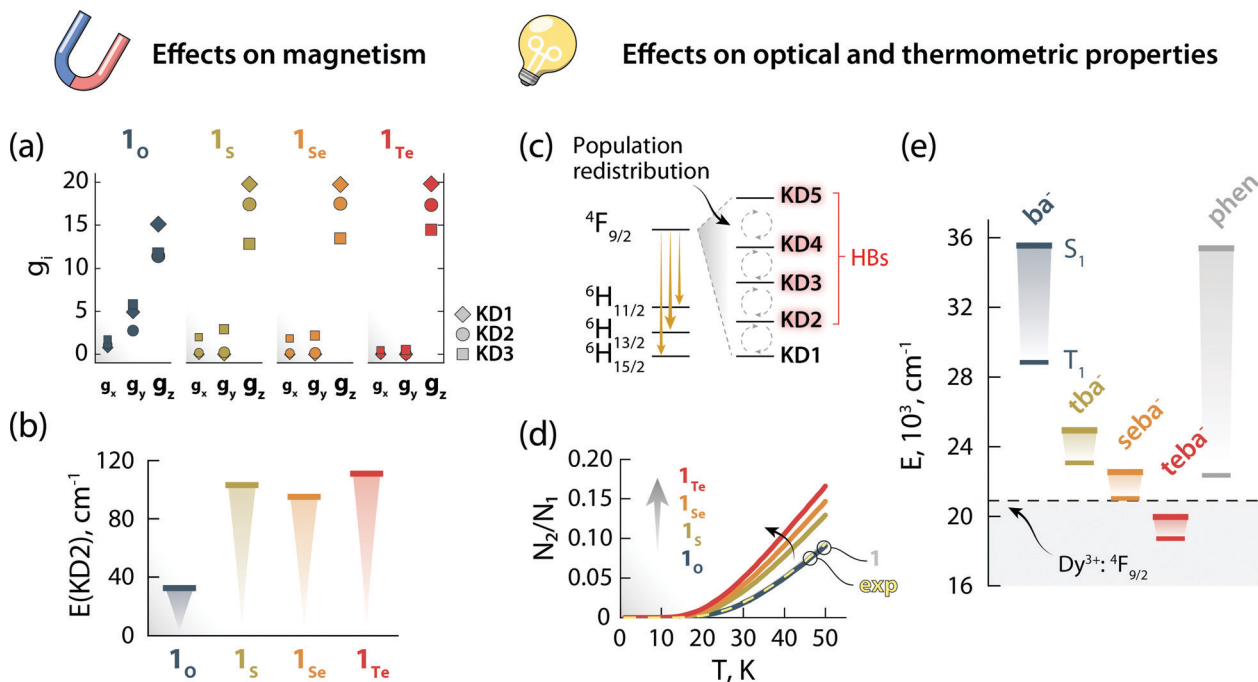 Effects on magnetism
Effects on optical and thermometric properties
(a)
1O
1S
1Se
1Te
20
15
10
5
0
gi
KD1
KD2
KD3
gx gy gz gx gy gz gx gy gz gx gy gz
(b)
E(KD2), cm-1
120
80
40
0
1O 1S 1Se 1Te
(c)
Population
redistribution
4F9/2
6H11/2
6H13/2
6H15/2
KD5
KD4
KD3
KD2
KD1
HBs
(d)
N2/N1
0.20
0.15
0.10
0.05
0
1Te
1Se
1S
1O
1
exp
0 10 20 30 40 50
T, K
(e)
E, 10³, cm-1
36
32
28
24
20
16
ba-
S1
T1
tba-
seba-
teba-
phen
Dy3+: 4F9/2